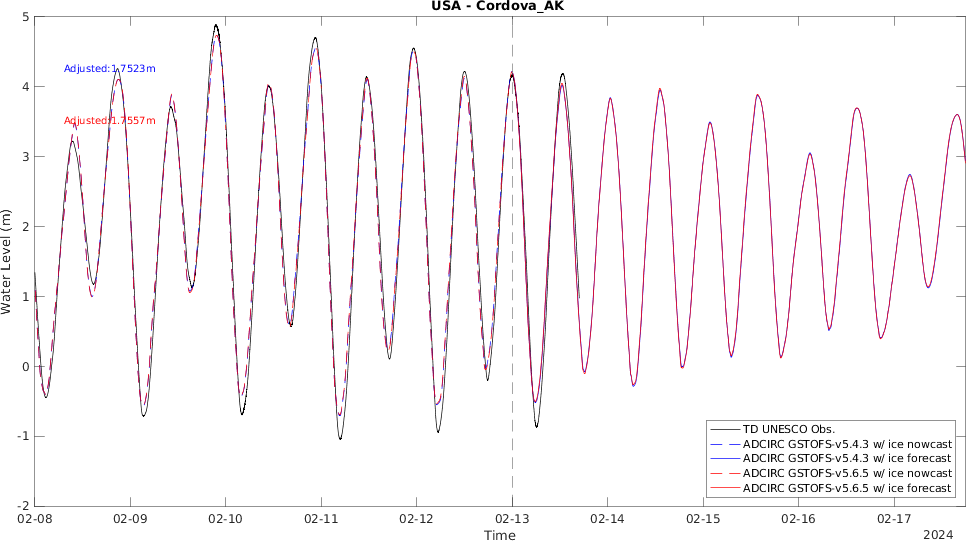 USA - Cordova_AK
5
4
3
2
1
0
-1
-2
Water Level (m)
Adjusted:1.7523m
Adjusted:1.7557m
TD UNESCO Obs.
ADCIRC GSTOFS-v5.4.3 w/ ice nowcast
ADCIRC GSTOFS-v5.4.3 w/ ice forecast
ADCIRC GSTOFS-v5.6.5 w/ ice nowcast
ADCIRC GSTOFS-v5.6.5 w/ ice forecast
02-08 02-09 02-10 02-11 02-12 02-13 02-14 02-15 02-16 02-17
Time
2024